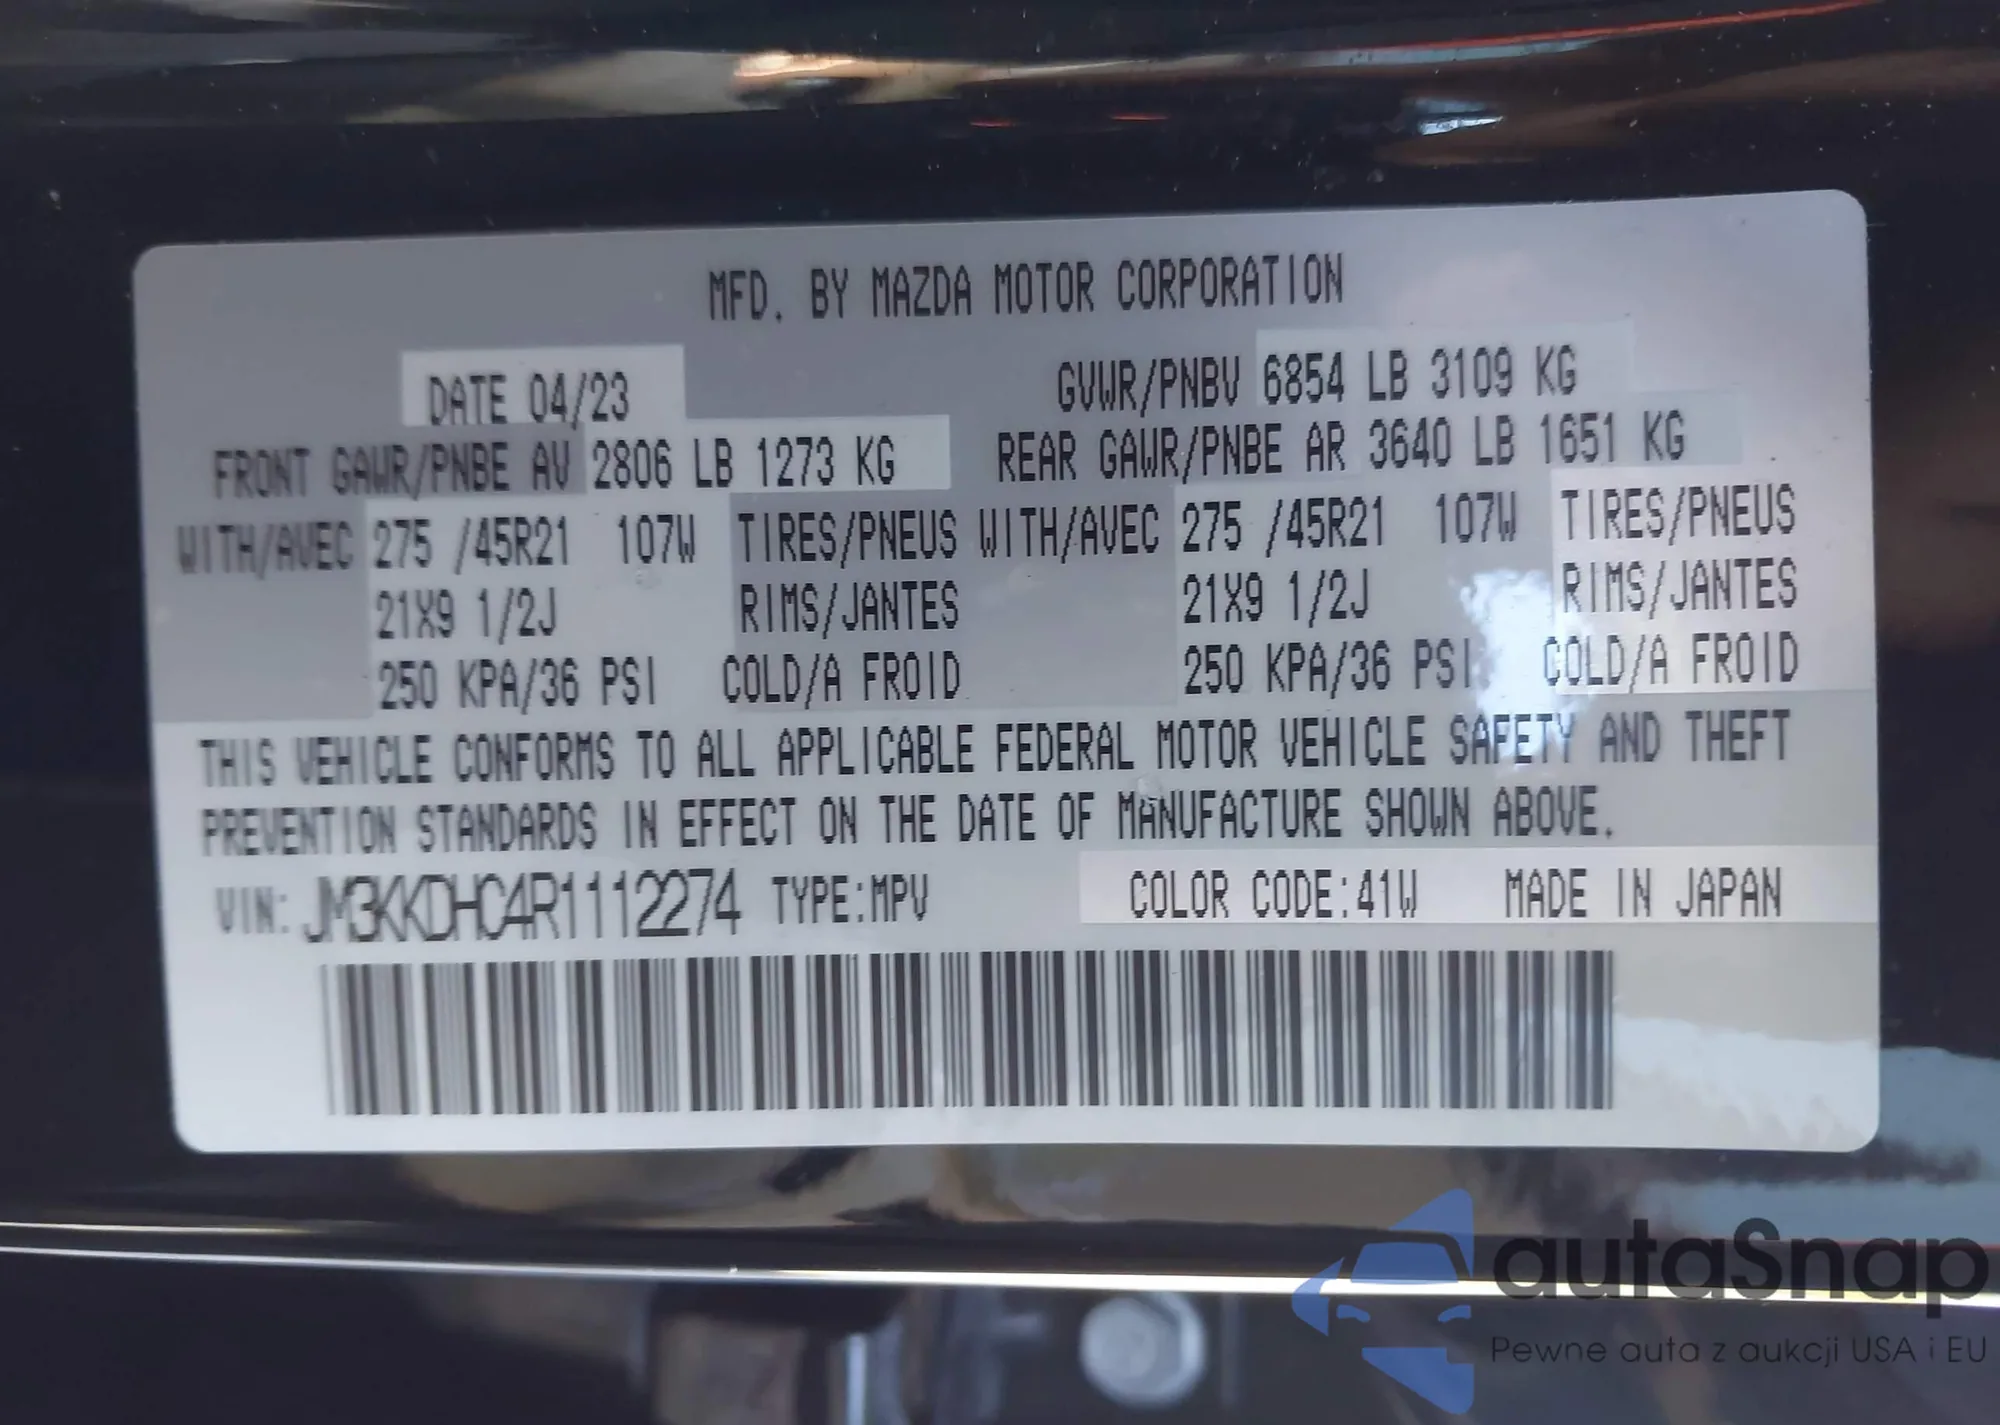 MFD. BY MAZDA MOTOR CORPORATION
DATE 04/23 GVWR/PNBV 6854 LB 3109 KG
FRONT GAWR/PNBE AV 2806 LB 1273 KG REAR GAWR/PNBE AR 3640 LB 1651 KG
WITH/AVEC 275 /45R21 107W TIRES/PNEUS WITH/AVEC 275 /45R21 107W TIRES/PNEUS
21X9 1/2J RIMS/JANTES 21X9 1/2J RIMS/JANTES
250 KPA/36 PSI COLD/A FROID 250 KPA/36 PSI COLD/A FROID
THIS VEHICLE CONFORMS TO ALL APPLICABLE FEDERAL MOTOR VEHICLE SAFETY AND THEFT
PREVENTION STANDARDS IN EFFECT ON THE DATE OF MANUFACTURE SHOWN ABOVE.
VIN: JM3KKDHC4R1112274 TYPE:MPV COLOR CODE:41W MADE IN JAPAN
autaSnap
Pewne auta z aukcji USA i EU